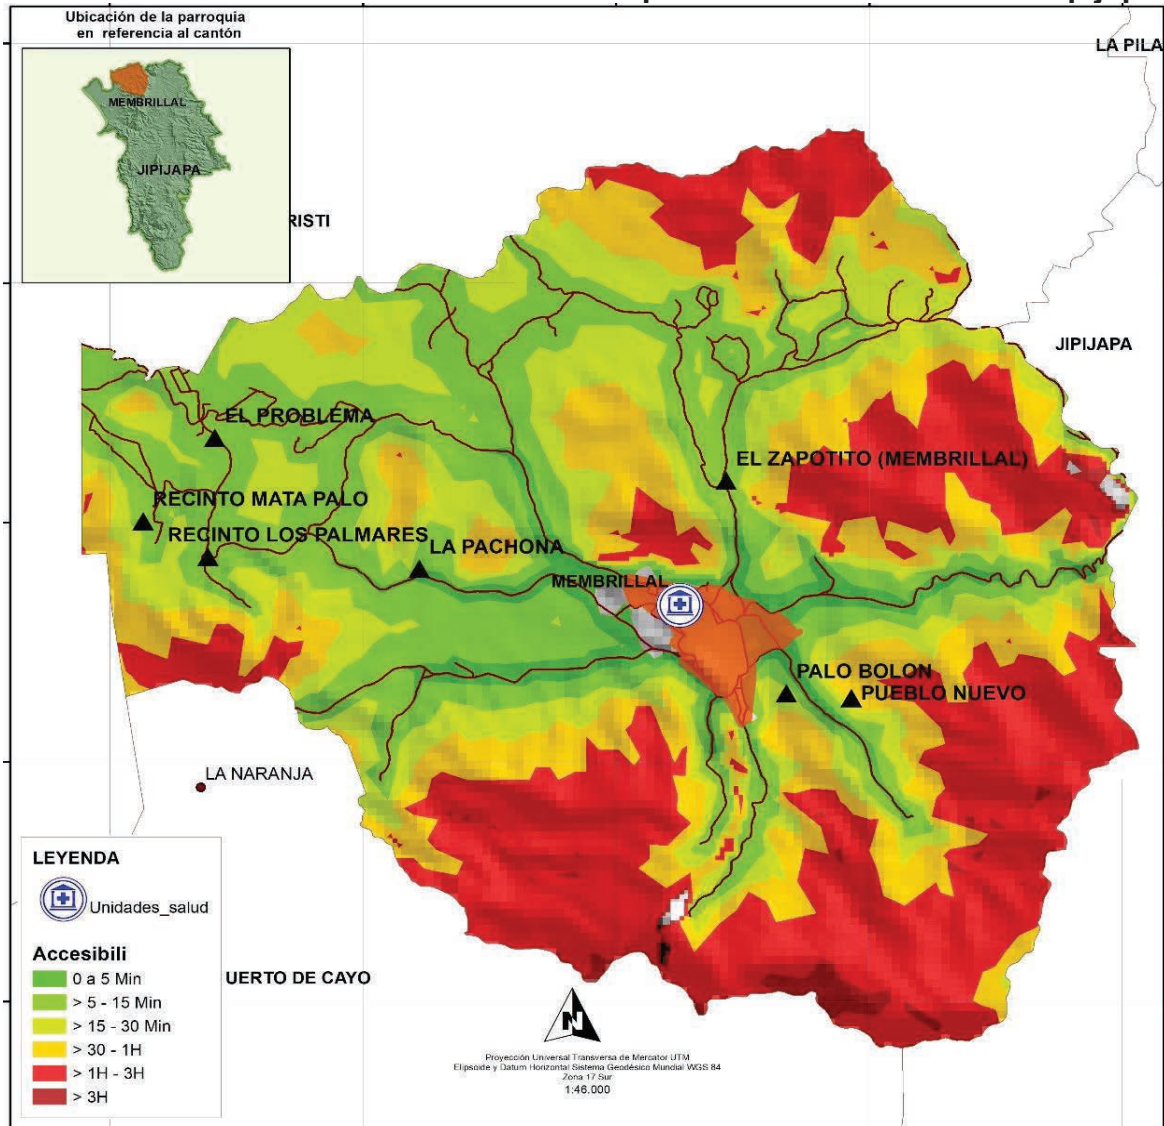 Ubicación de la parroquia
en referencia al cantón
LA PILA
MEMBRILLAL
JIPIJAPA
RISTI
JIPIJAPA
EL PROBLEMA
EL ZAPOTITO (MEMBRILLAL)
RECINTO MATA PALO
RECINTO LOS PALMARES
LA PACHONA
MEMBRILLAL
PALO BOLON
PUEBLO NUEVO
LA NARANJA
LEYENDA
Unidades_salud
Accesibili
0 a 5 Min
> 5 - 15 Min
> 15 - 30 Min
> 30 - 1H
> 1H - 3H
> 3H
UERTO DE CAYO
N
Proyección Universal Transversa de Mercator UTM
Elipsoide y Datum Horizontal Sistema Geodésico Mundial WGS 84
Zona 17 Sur
1:46.000